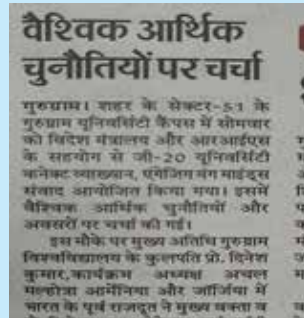 वैश्विक आर्थिक
चुनौतियों पर चर्चा
गुरुग्राम। शहर के सेक्टर-51 के
गुरुग्राम यूनिवर्सिटी कैंपस में सोमवार
को विदेश मंत्रालय और आरआईएस
के सहयोग से जी-20 यूनिवर्सिटी
कनेक्ट व्याख्यान, एंगेजिंग यंग माइंड्स
संवाद आयोजित किया गया। इसमें
वैश्विक आर्थिक चुनौतियों और
अवसरों पर चर्चा की गई।
इस मौके पर मुख्य अतिथि गुरुग्राम
विश्वविद्यालय के कुलपति प्रो. दिनेश
कुमार, कार्यक्रम अध्यक्ष अचल
मल्होत्रा आर्मेनिया और जॉर्जिया में
भारत के पूर्व राजदूत ने मुख्य वक्ता व